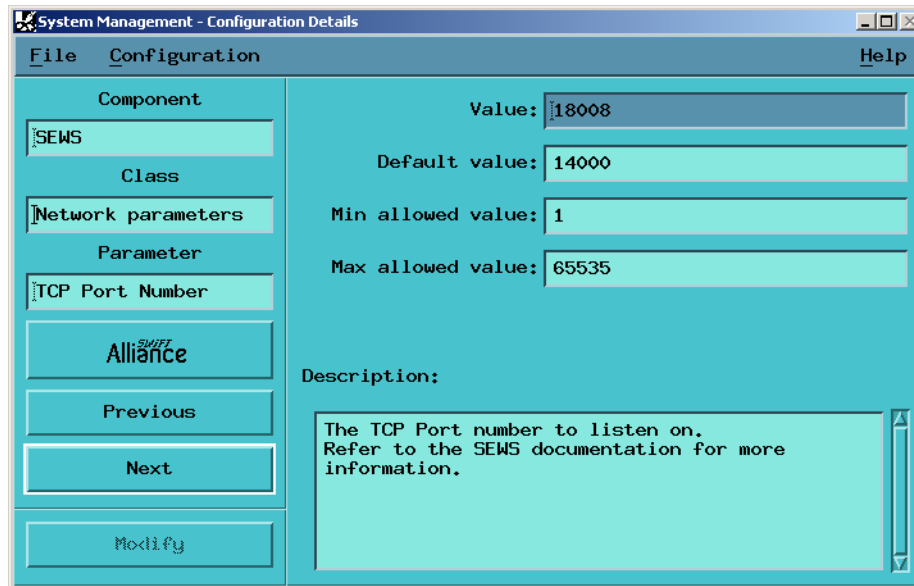 System Management - Configuration Details
File Configuration Help
Component
SEWS
Class
Network parameters
Parameter
TCP Port Number
SWIFT
Alliance
Previous
Next
Modify
Value: 18008
Default value: 14000
Min allowed value: 1
Max allowed value: 65535
Description:
The TCP Port number to listen on.
Refer to the SEWS documentation for more
information.